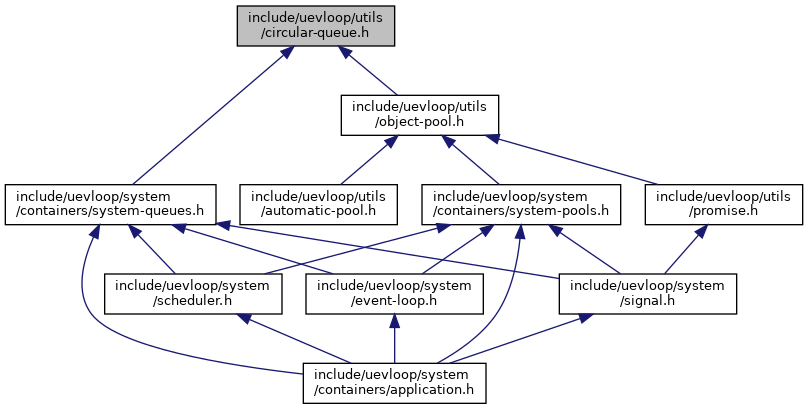 include/uevloop/utils
/circular-queue.h
include/uevloop/utils
/object-pool.h
include/uevloop/system
/containers/system-queues.h
include/uevloop/utils
/automatic-pool.h
include/uevloop/system
/containers/system-pools.h
include/uevloop/utils
/promise.h
include/uevloop/system
/scheduler.h
include/uevloop/system
/event-loop.h
include/uevloop/system
/signal.h
include/uevloop/system
/containers/application.h